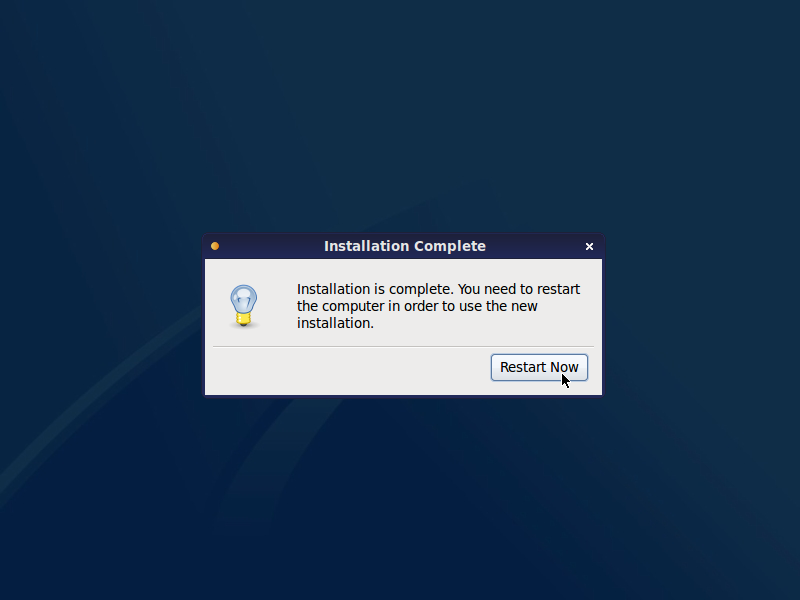 Installation Complete
Installation is complete. You need to restart
the computer in order to use the new
installation.
Restart Now